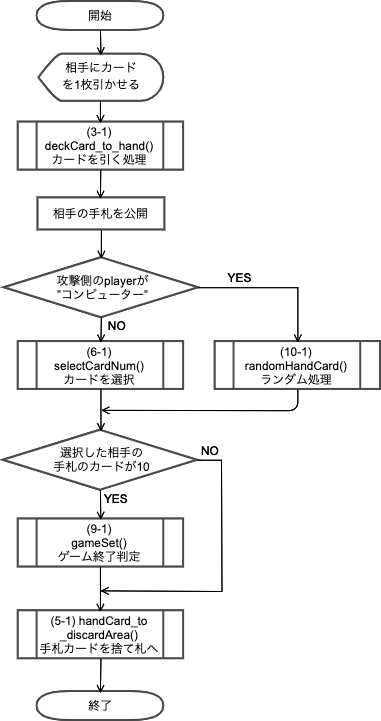 開始
相手にカード
を1枚引かせる
(3-1)
deckCard_to_hand()
カードを引く処理
相手の手札を公開
攻撃側のplayerが
"コンピューター"
YES
NO
(6-1)
selectCardNum()
カードを選択
(10-1)
randomHandCard()
ランダム処理
選択した相手の
手札のカードが10
NO
YES
(9-1)
gameSet()
ゲーム終了判定
(5-1) handCard_to
_discardArea()
手札カードを捨て札へ
終了